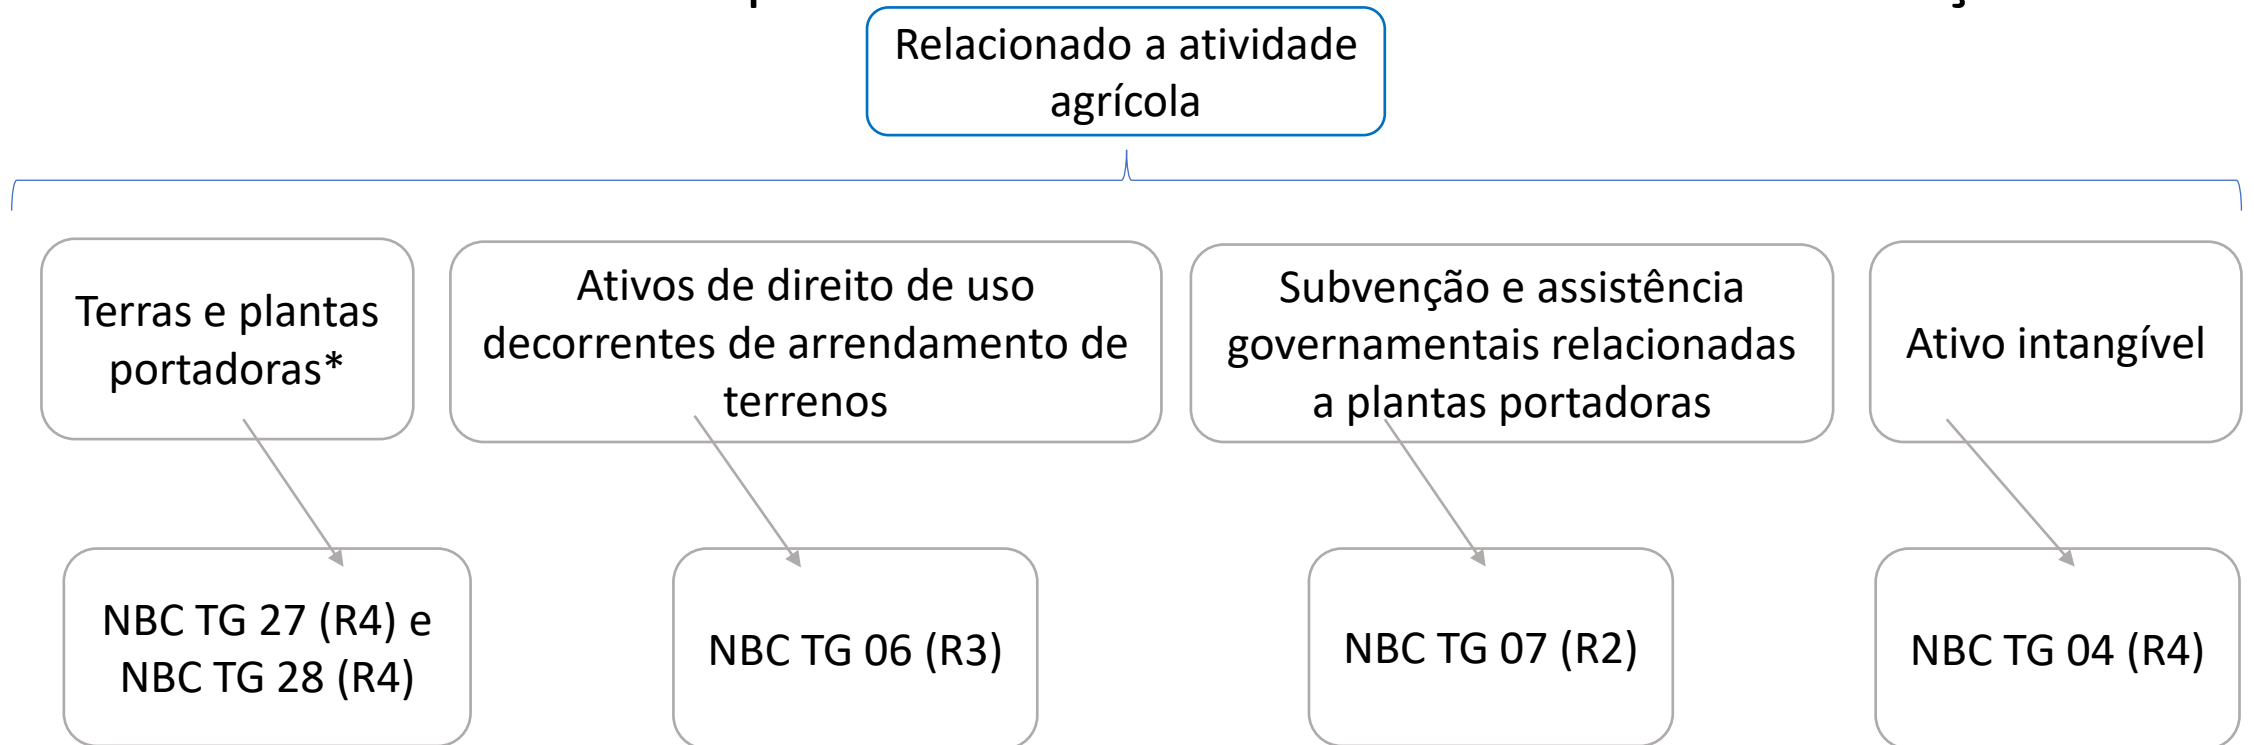 Relacionado a atividade
agrícola
Terras e plantas
portadoras*
Ativos de direito de uso
decorrentes de arrendamento de
terrenos
Subvenção e assistência
governamentais relacionadas
a plantas portadoras
Ativo intangível
NBC TG 27 (R4) e
NBC TG 28 (R4)
NBC TG 06 (R3)
NBC TG 07 (R2)
NBC TG 04 (R4)